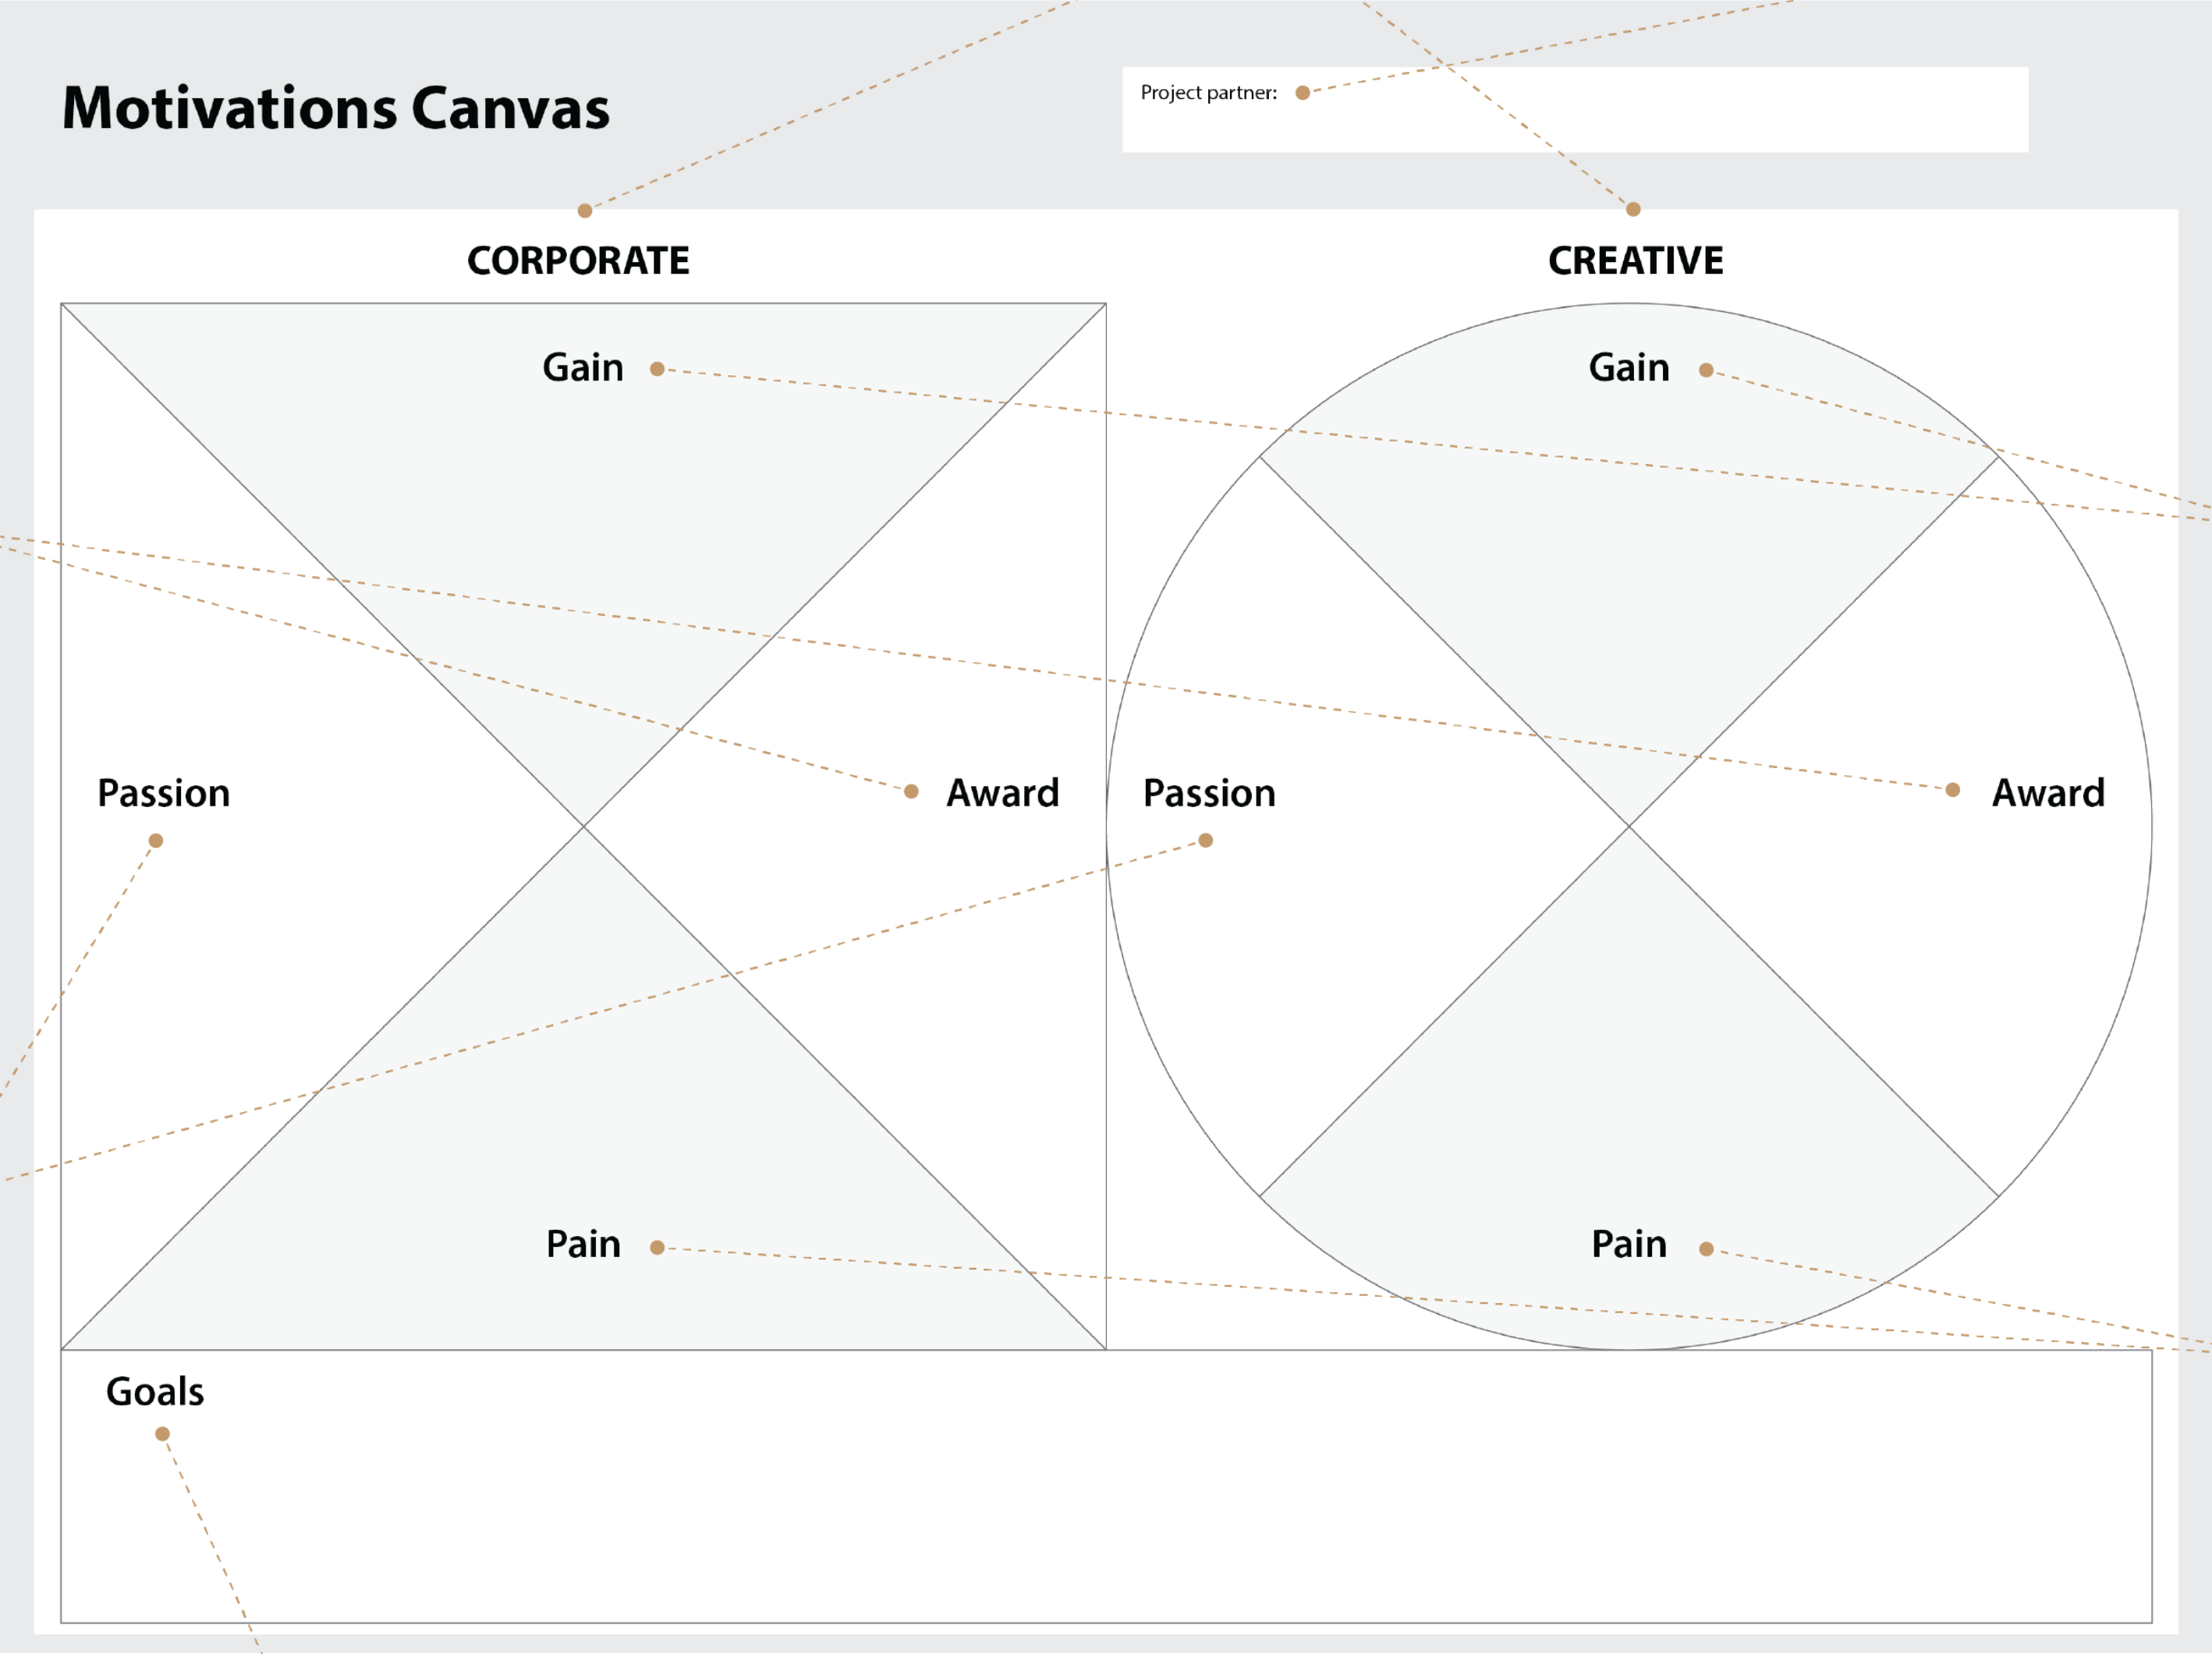 Motivations Canvas
Project partner:
CORPORATE
CREATIVE
Gain
Gain
Passion
Award
Passion
Award
Pain
Pain
Goals